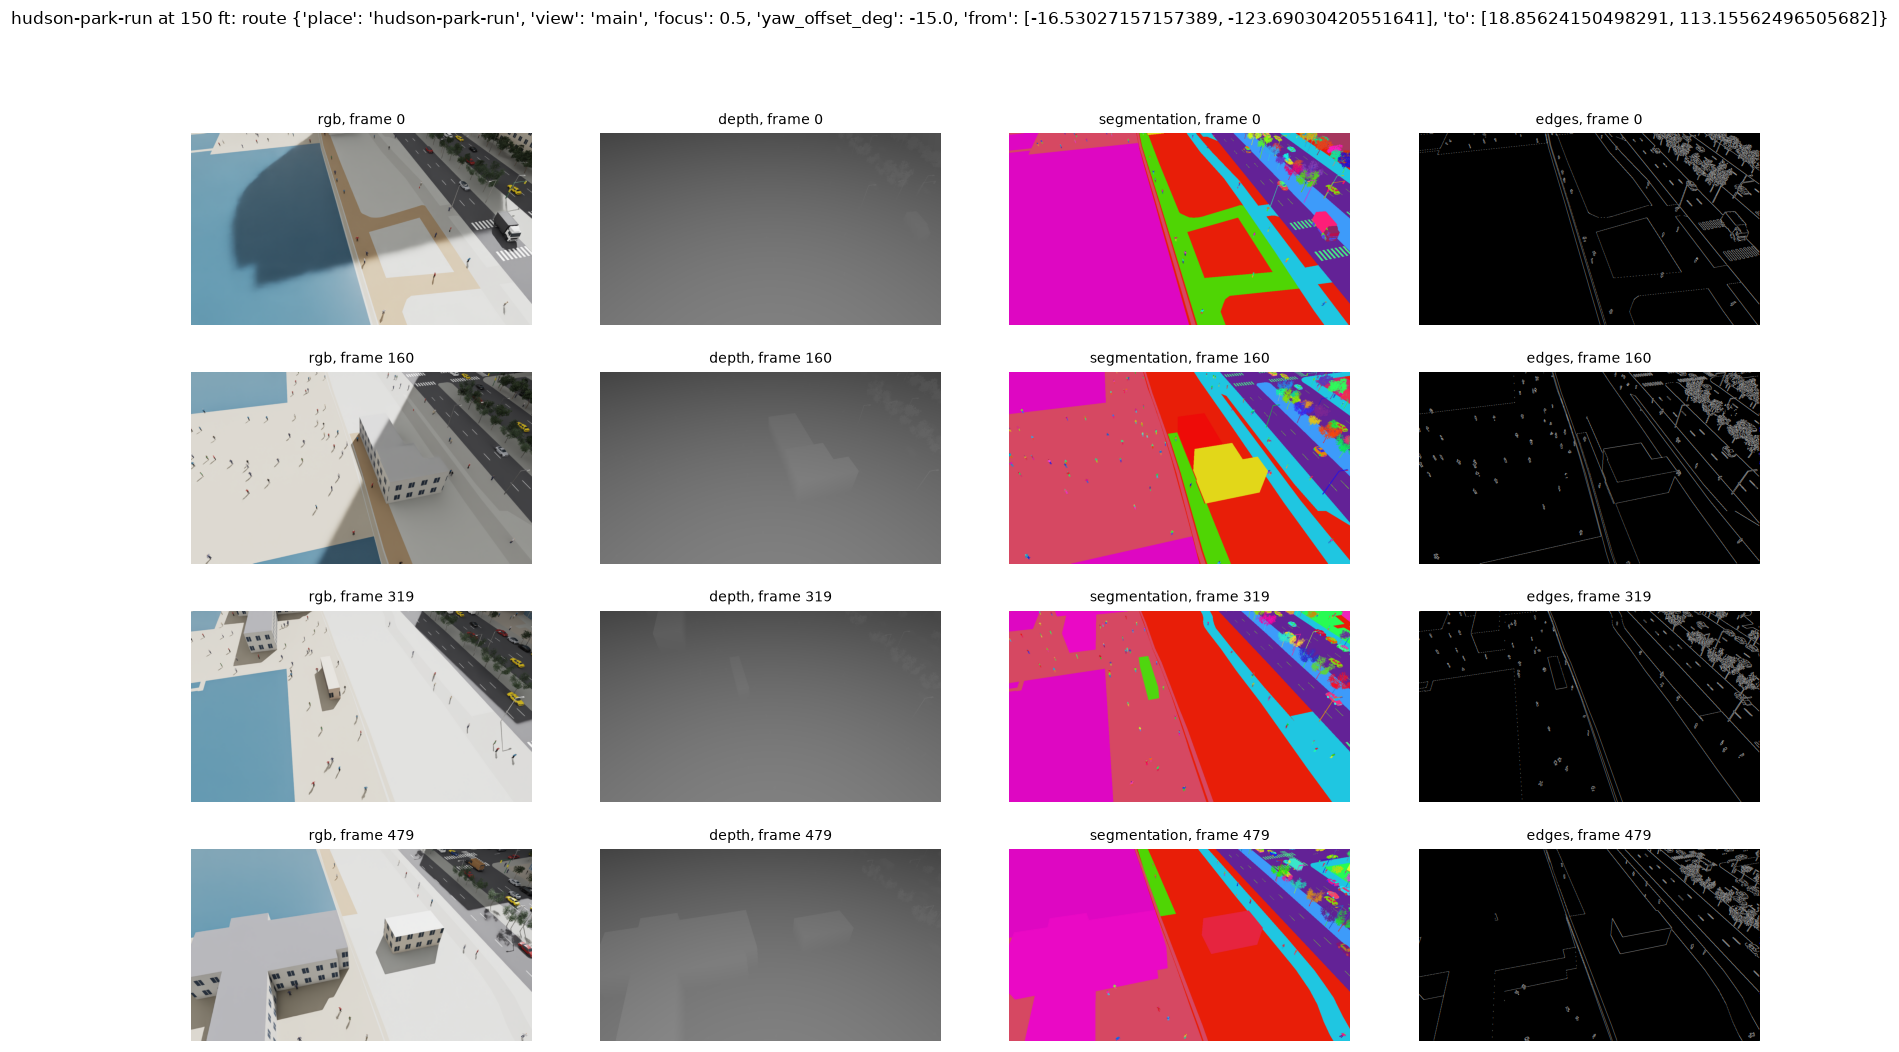 hudson-park-run at 150 ft: route {'place': 'hudson-park-run', 'view': 'main', 'focus': 0.5, 'yaw_offset_deg': -15.0, 'from': [-16.53027157157389, -123.69030420551641], 'to': [18.85624150498291, 113.15562496505682]}
rgb, frame 0
depth, frame 0
segmentation, frame 0
edges, frame 0
rgb, frame 160
depth, frame 160
segmentation, frame 160
edges, frame 160
rgb, frame 319
depth, frame 319
segmentation, frame 319
edges, frame 319
rgb, frame 479
depth, frame 479
segmentation, frame 479
edges, frame 479